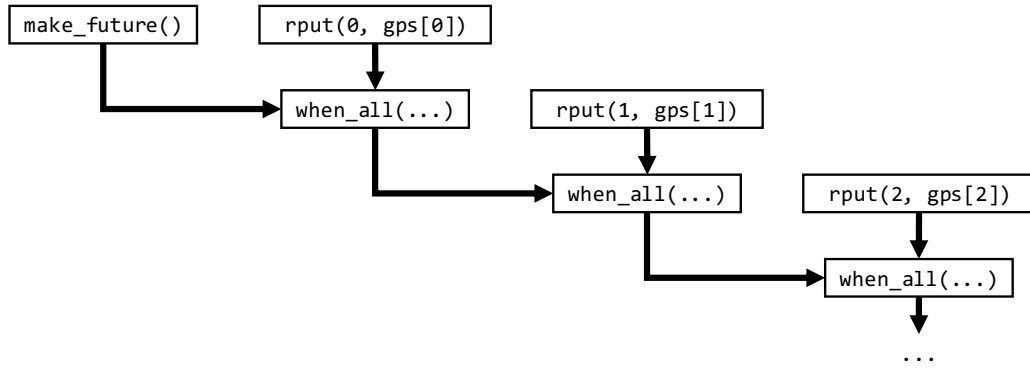 make_future()
rput(0, gps[0])
when_all(...)
rput(1, gps[1])
when_all(...)
rput(2, gps[2])
when_all(...)
...